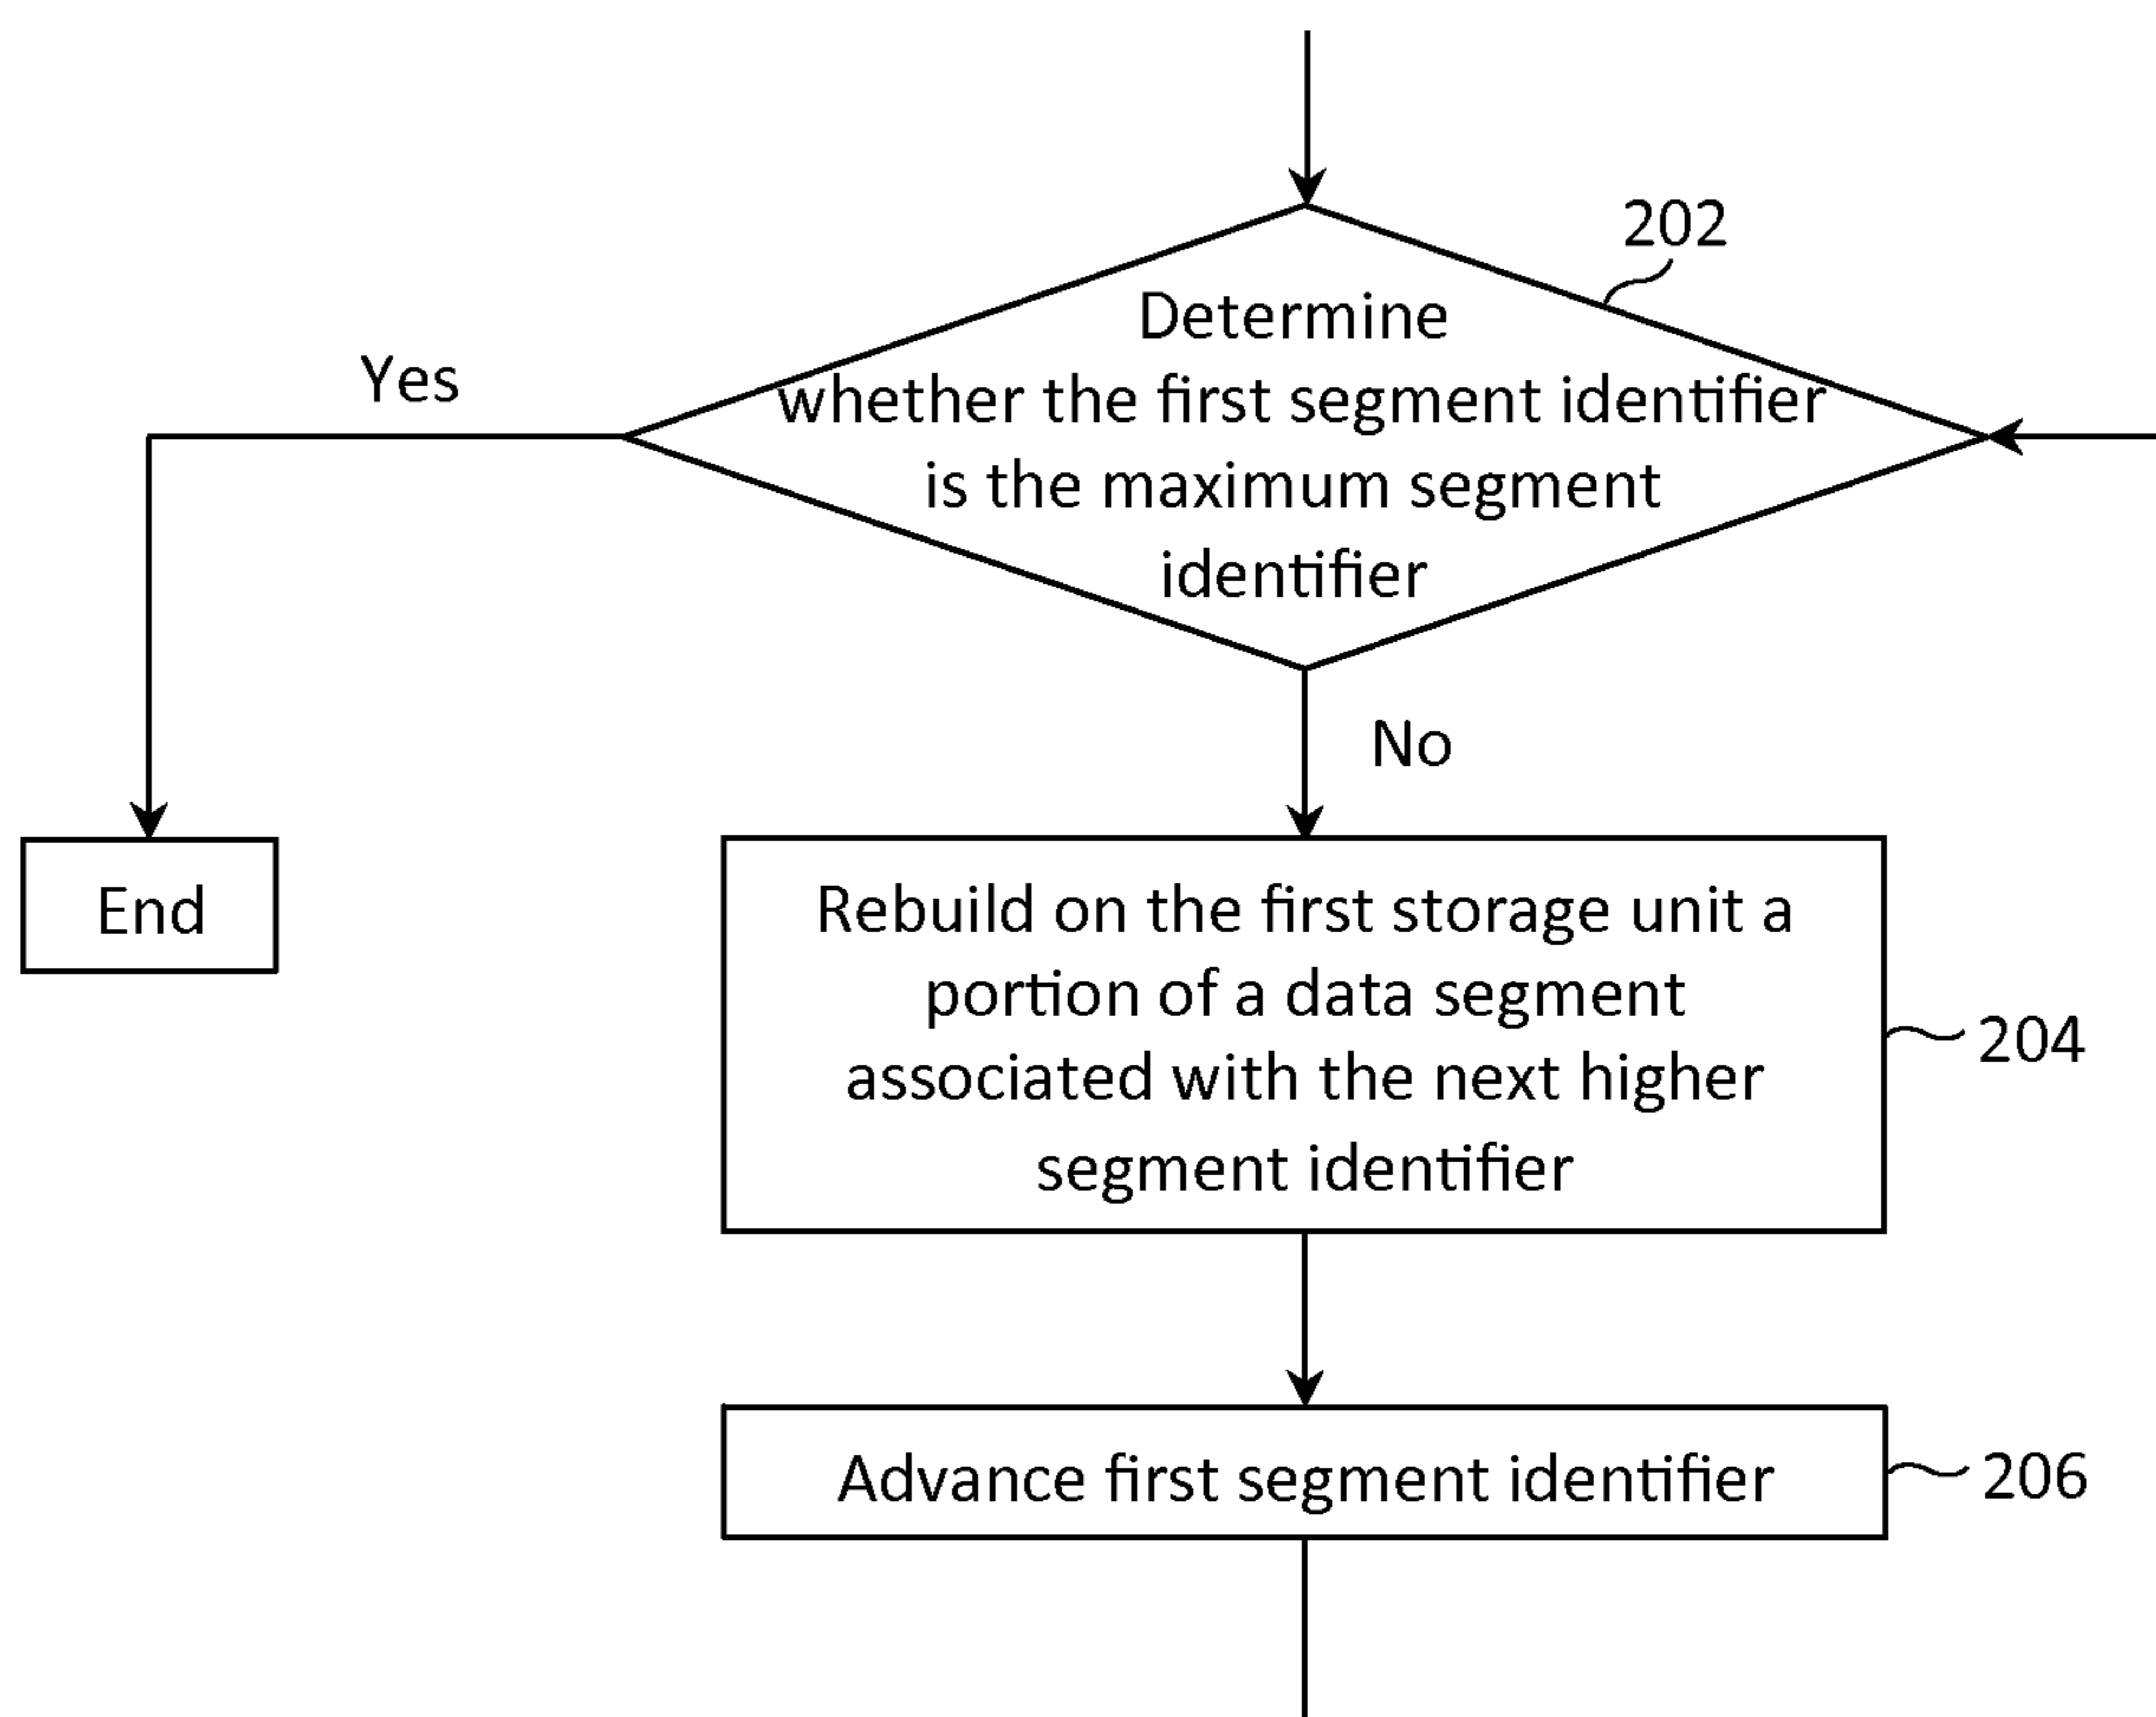 202
Determine
whether the first segment identifier
is the maximum segment
identifier
Yes
No
End
Rebuild on the first storage unit a
portion of a data segment
associated with the next higher
segment identifier
204
Advance first segment identifier
206